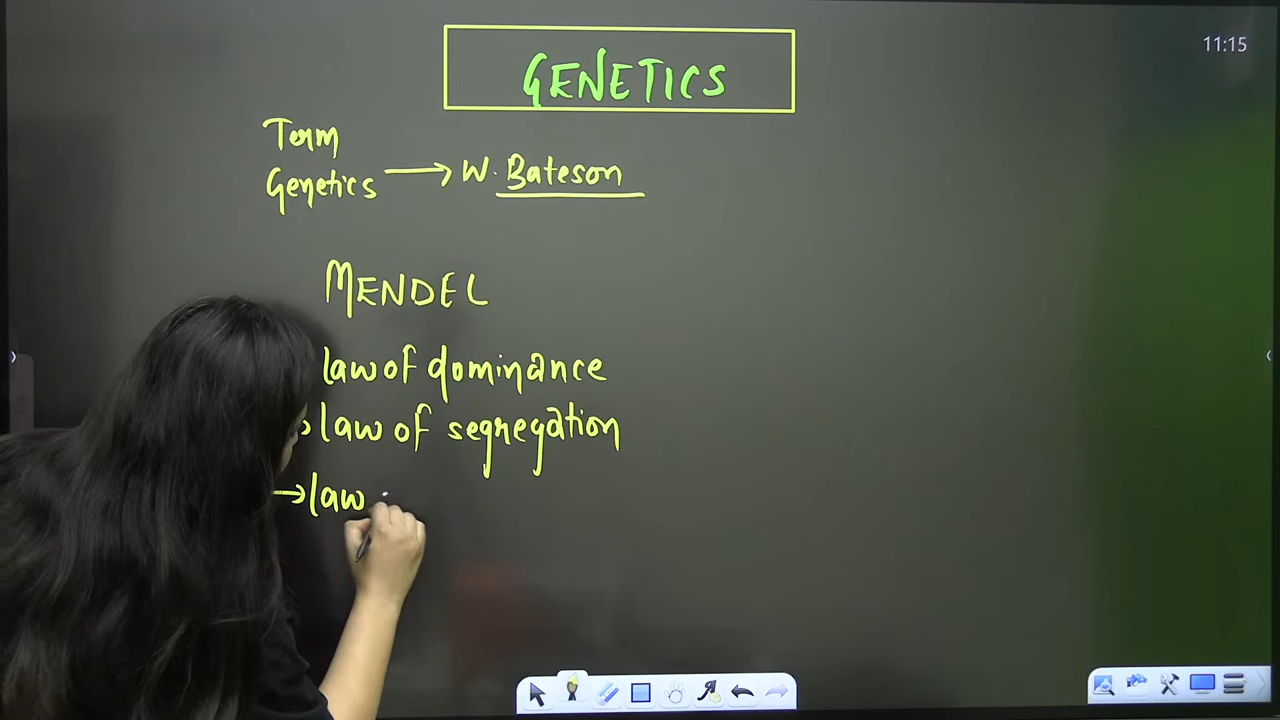 GENETICS
11:15
Term
Genetics → W. Bateson
MENDEL
law of dominance
law of segregation
→ law